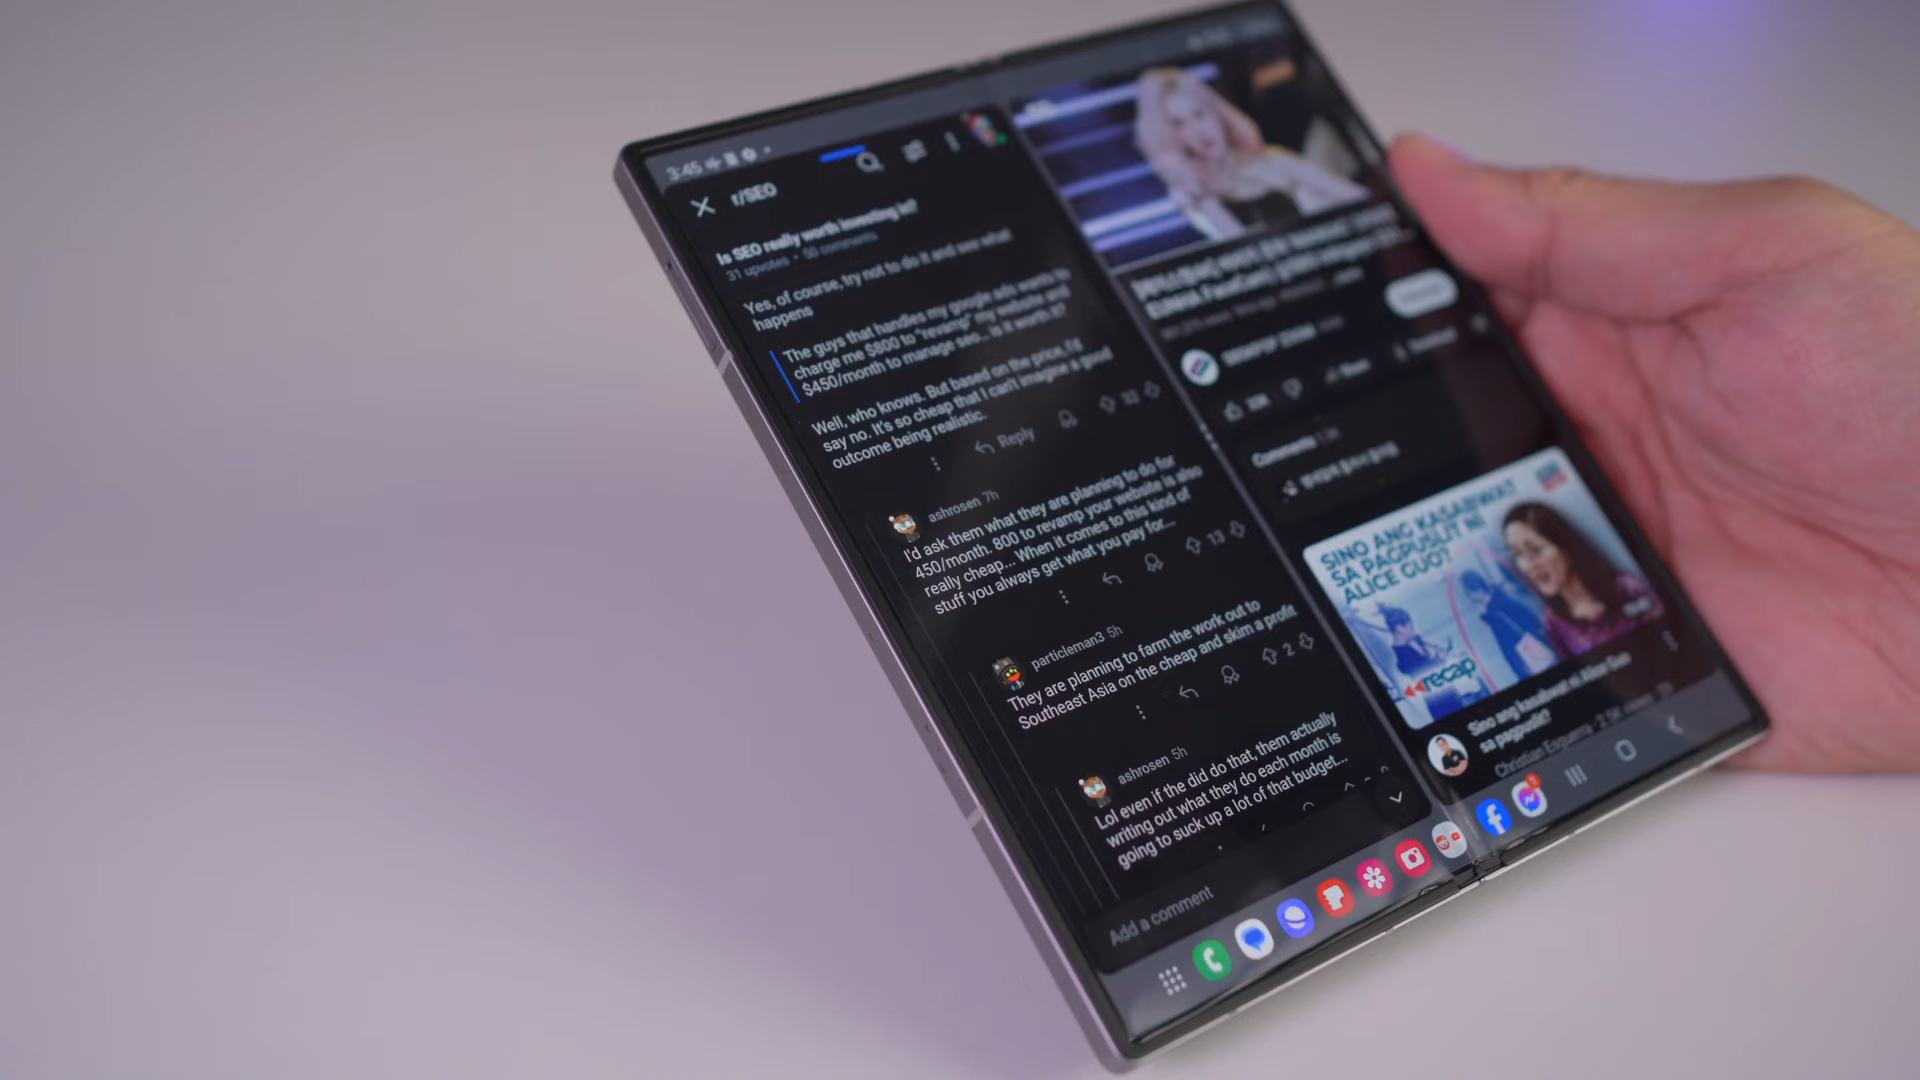 3:45
r/SEO
Is SEO really worth investing in?
31 upvotes • 50 comments
Yes, of course, try not to do it and see what
happens
The guys that handles my google ads wants to
charge me $800 to "revamp" my website and
$450/month to manage seo... is it worth it?
Well, who knows. But based on the price, I'd
say no. It's so cheap that I can't imagine a good
outcome being realistic.
Reply
32
ashrosen 7h
I'd ask them what they are planning to do for
450/month. 800 to revamp your website is also
really cheap... When it comes to this kind of
stuff you always get what you pay for...
13
particleman3 5h
They are planning to farm the work out to
Southeast Asia on the cheap and skim a profit
2
ashrosen 5h
Lol even if the did do that, them actually
writing out what they do each month is
going to suck up a lot of that budget...
Add a comment
Share
Comments
SINO ANG KASABWAT
SA PAGPUSLIT NI
ALICE GUO?
recap
Sino ang kasabwat ni Alice Guo
sa pagpuslit?
Christian Esguerra